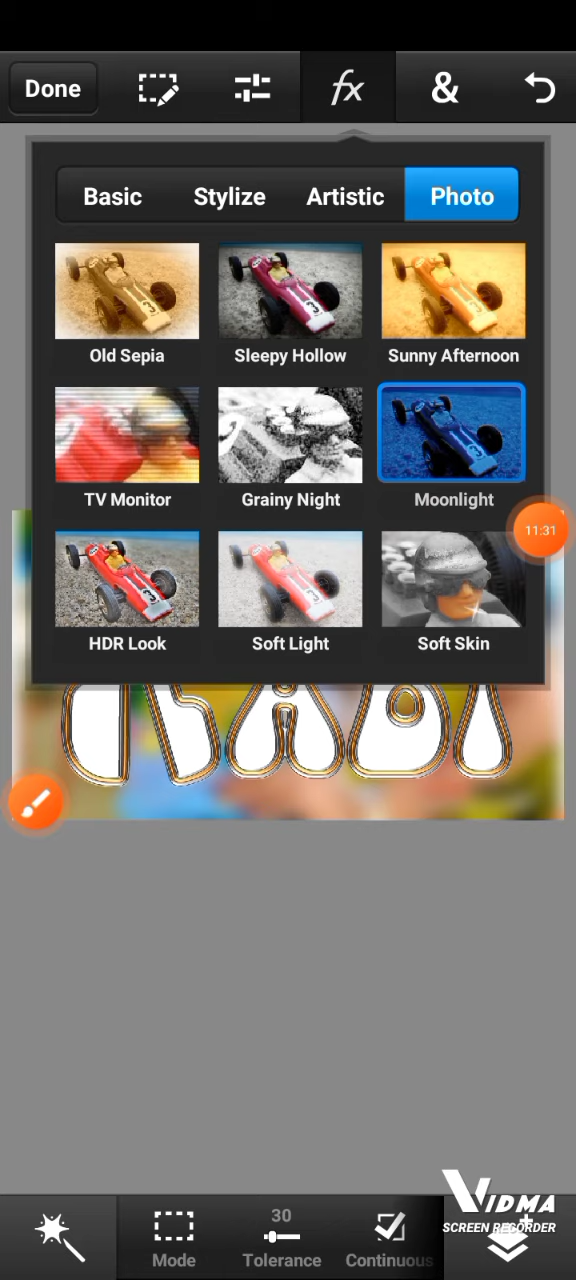 Done fx &
Basic Stylize Artistic Photo
Old Sepia Sleepy Hollow Sunny Afternoon
TV Monitor Grainy Night Moonlight
11:31
HDR Look Soft Light Soft Skin
30
Mode Tolerance Continuous
VIDMA
SCREEN RECORDER